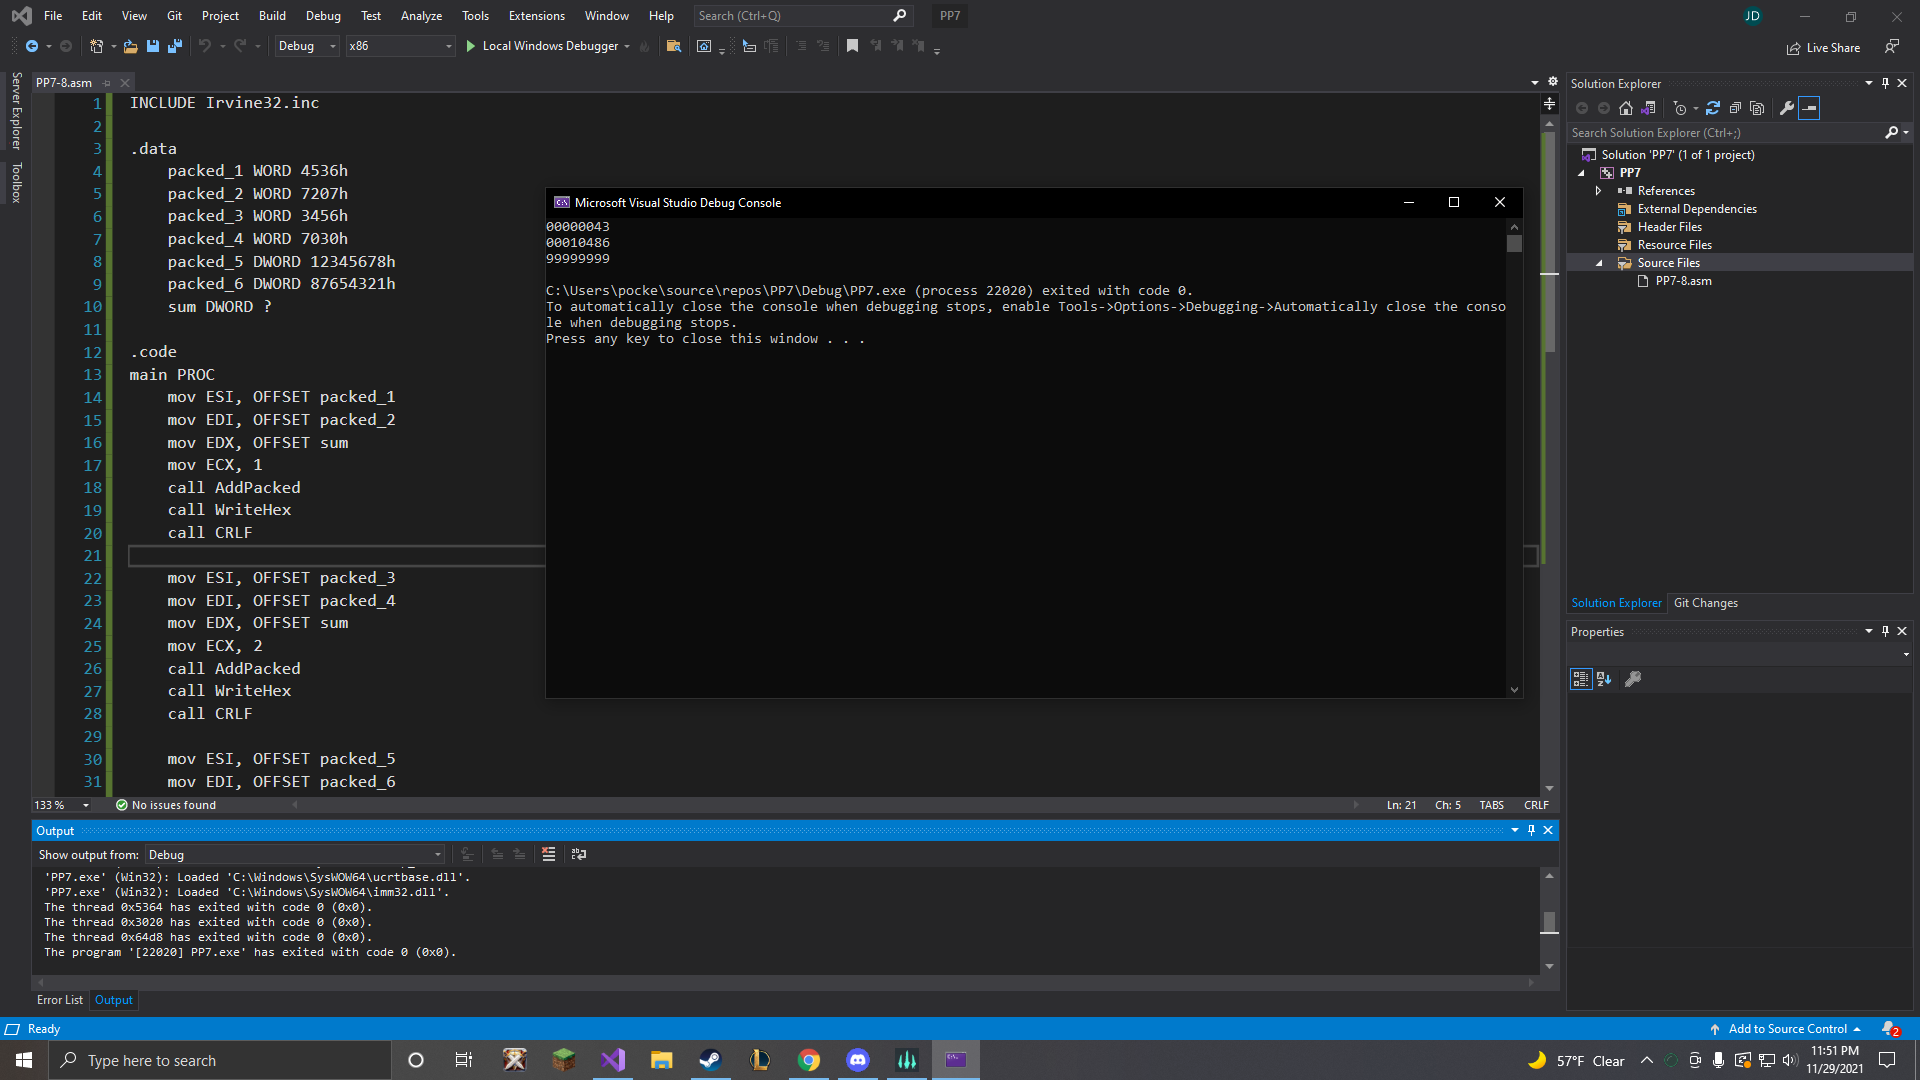 File Edit View Git Project Build Debug Test Analyze Tools Extensions Window Help Search (Ctrl+Q) PP7 JD
Debug x86 Local Windows Debugger Live Share
Server Explorer
Toolbox
PP7-8.asm
1 INCLUDE Irvine32.inc
2
3 .data
4 packed_1 WORD 4536h
5 packed_2 WORD 7207h
6 packed_3 WORD 3456h
7 packed_4 WORD 7030h
8 packed_5 DWORD 12345678h
9 packed_6 DWORD 87654321h
10 sum DWORD ?
11
12 .code
13 main PROC
14 mov ESI, OFFSET packed_1
15 mov EDI, OFFSET packed_2
16 mov EDX, OFFSET sum
17 mov ECX, 1
18 call AddPacked
19 call WriteHex
20 call CRLF
21
22 mov ESI, OFFSET packed_3
23 mov EDI, OFFSET packed_4
24 mov EDX, OFFSET sum
25 mov ECX, 2
26 call AddPacked
27 call WriteHex
28 call CRLF
29
30 mov ESI, OFFSET packed_5
31 mov EDI, OFFSET packed_6
133 % No issues found Ln: 21 Ch: 5 TABS CRLF
Microsoft Visual Studio Debug Console
00000043
00010486
99999999
C:\Users\pocke\source\repos\PP7\Debug\PP7.exe (process 22020) exited with code 0.
To automatically close the console when debugging stops, enable Tools->Options->Debugging->Automatically close the conso
le when debugging stops.
Press any key to close this window . . .
Solution Explorer
Search Solution Explorer (Ctrl+;)
Solution 'PP7' (1 of 1 project)
PP7
References
External Dependencies
Header Files
Resource Files
Source Files
PP7-8.asm
Solution Explorer Git Changes
Properties
Output
Show output from: Debug
'PP7.exe' (Win32): Loaded 'C:\Windows\SysWOW64\ucrtbase.dll'.
'PP7.exe' (Win32): Loaded 'C:\Windows\SysWOW64\imm32.dll'.
The thread 0x5364 has exited with code 0 (0x0).
The thread 0x3020 has exited with code 0 (0x0).
The thread 0x64d8 has exited with code 0 (0x0).
The program '[22020] PP7.exe' has exited with code 0 (0x0).
Error List Output
Ready Add to Source Control 2
Type here to search 57°F Clear 11:51 PM
11/29/2021